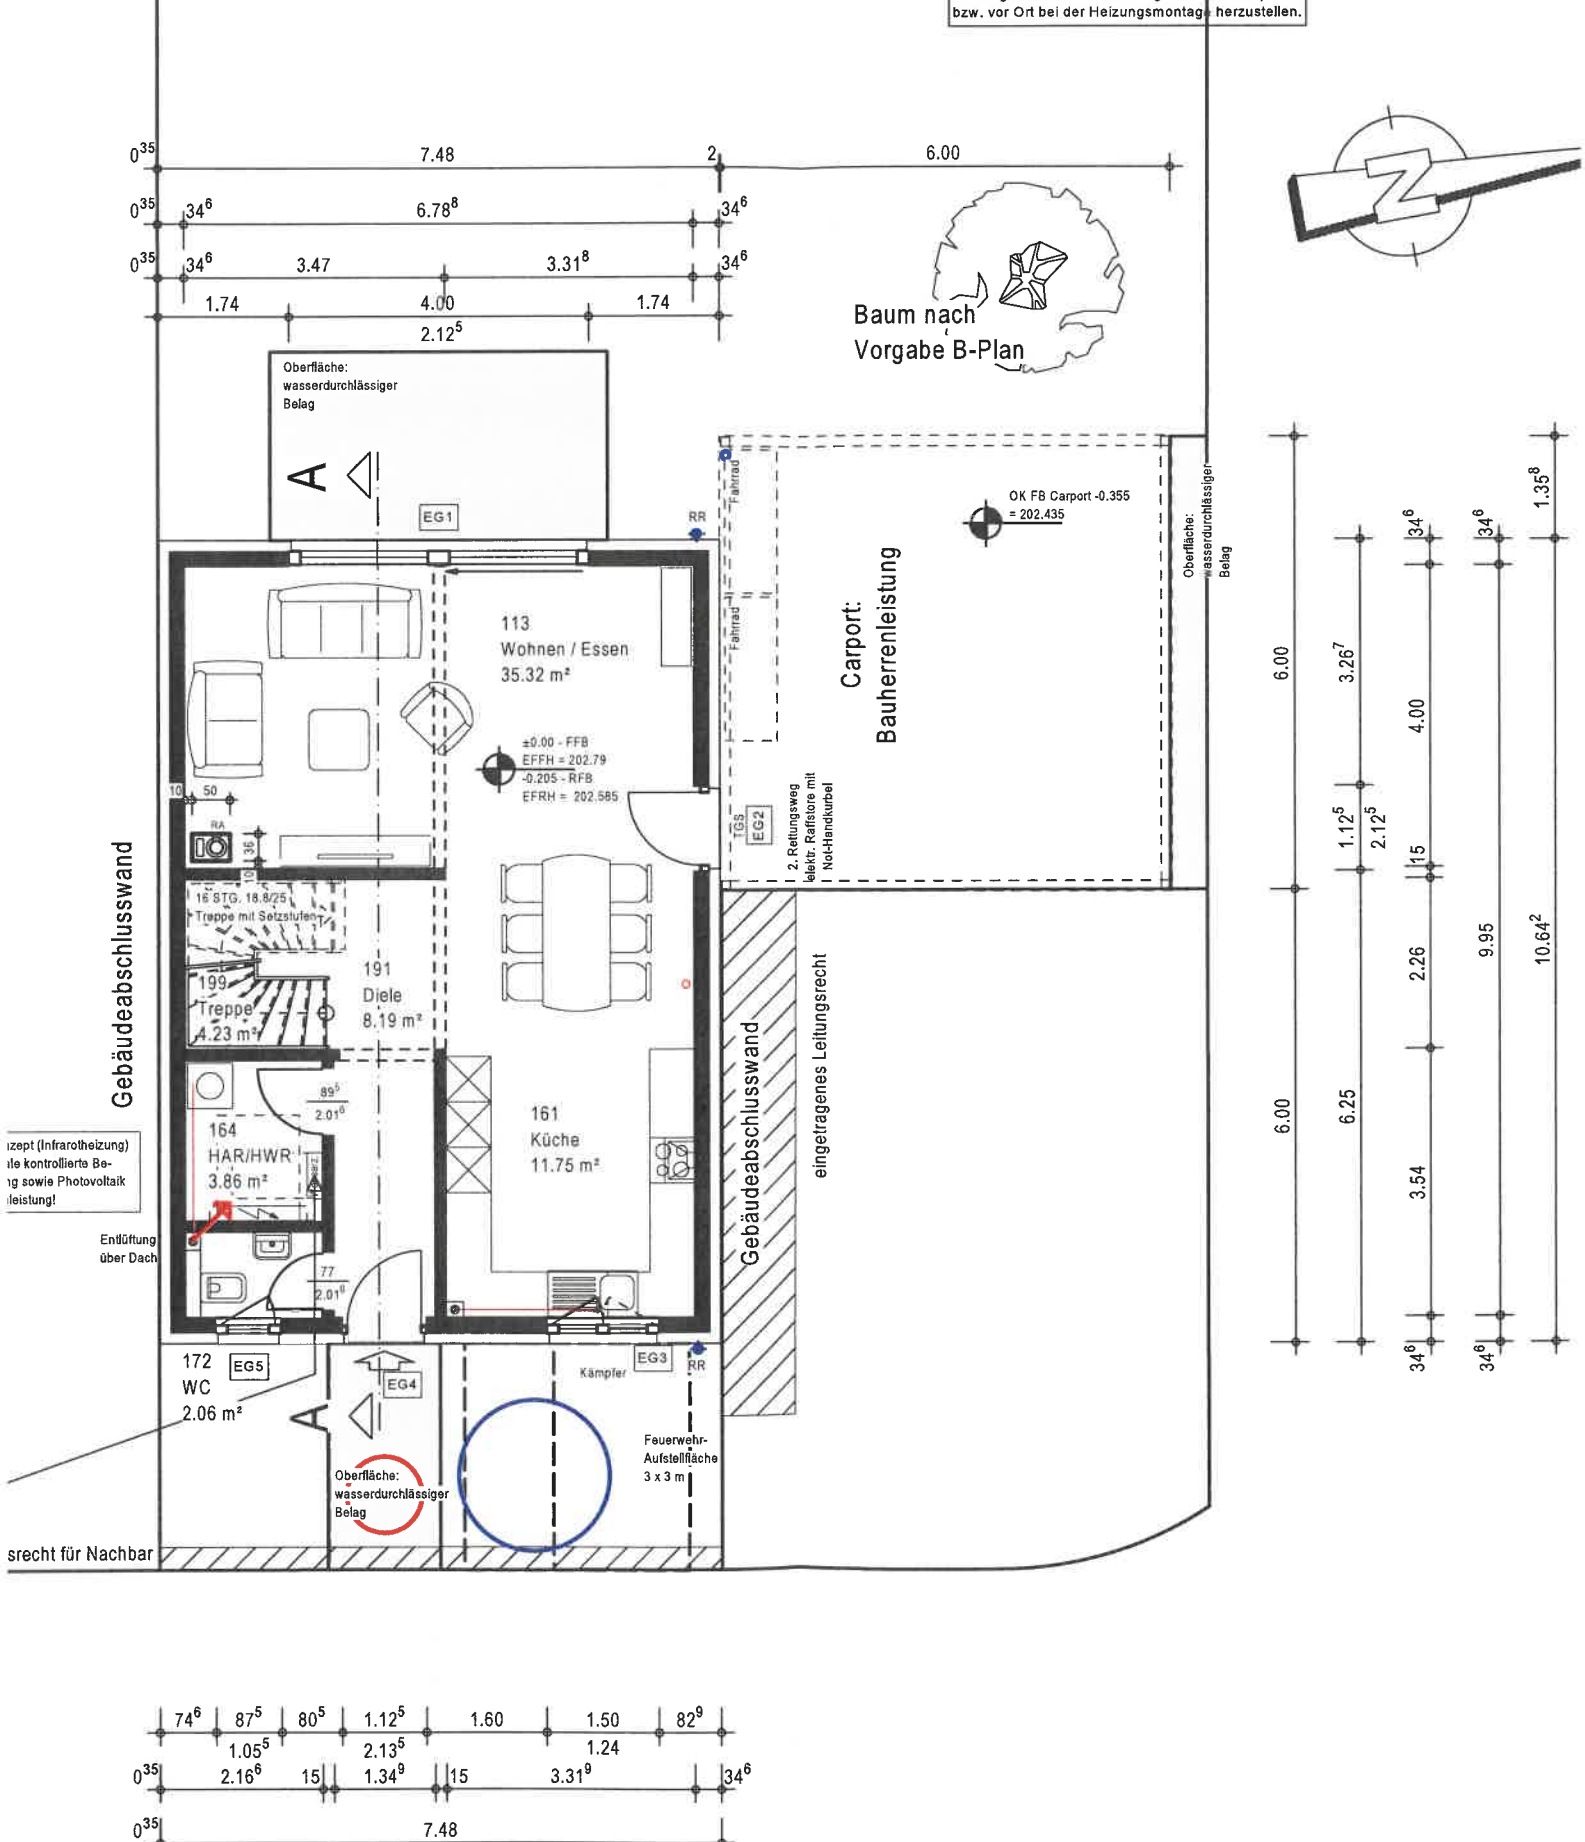 bzw. vor Ort bei der Heizungsmontage herzustellen.
0³⁵ 7.48 2 6.00
0³⁵ 34⁶ 6.78⁸ 34⁶
0³⁵ 34⁶ 3.47 3.31⁸ 34⁶
1.74 4.00 1.74
2.12⁵
N
Baum nach
Vorgabe B-Plan
Oberfläche:
wasserdurchlässiger
Belag
A
EG1
RR
Fahrrad
Fahrrad
OK FB Carport -0.355
= 202.435
Oberfläche:
wasserdurchlässiger
Belag
Carport:
Bauherrenleistung
113
Wohnen / Essen
35.32 m²
±0.00 - FFB
EFFH = 202.79
-0.205 - RFB
EFRH = 202.585
10 50
RA
36
10
TGS
EG2
2. Rettungsweg
elektr. Raffstore mit
Not-Handkurbel
Gebäudeabschlusswand
16 STG. 18.8/25
Treppe mit Setzstufen
199
Treppe
4.23 m²
191
Diele
8.19 m²
89⁵
2.01⁰
164
HAR/HWR
3.86 m²
161
Küche
11.75 m²
Gebäudeabschlusswand
eingetragenes Leitungsrecht
zept (Infrarotheizung)
le kontrollierte Be-
ng sowie Photovoltaik
leistung!
Entlüftung
über Dach
77
2.01⁰
172
WC
2.06 m²
EG5
EG4
A
Kämpfer
EG3
RR
Feuerwehr-
Aufstellfläche
3 x 3 m
Oberfläche:
wasserdurchlässiger
Belag
srecht für Nachbar
6.00
6.00
3.26⁷
1.12⁵
2.12⁵
6.25
34⁶
4.00
15
2.26
3.54
34⁶
34⁶
9.95
34⁶
1.35⁸
10.64²
74⁶ 87⁵ 80⁵ 1.12⁵ 1.60 1.50 82⁹
1.05⁵ 2.13⁵ 1.24
0³⁵ 2.16⁶ 15 1.34⁹ 15 3.31⁹ 34⁶
0³⁵ 7.48